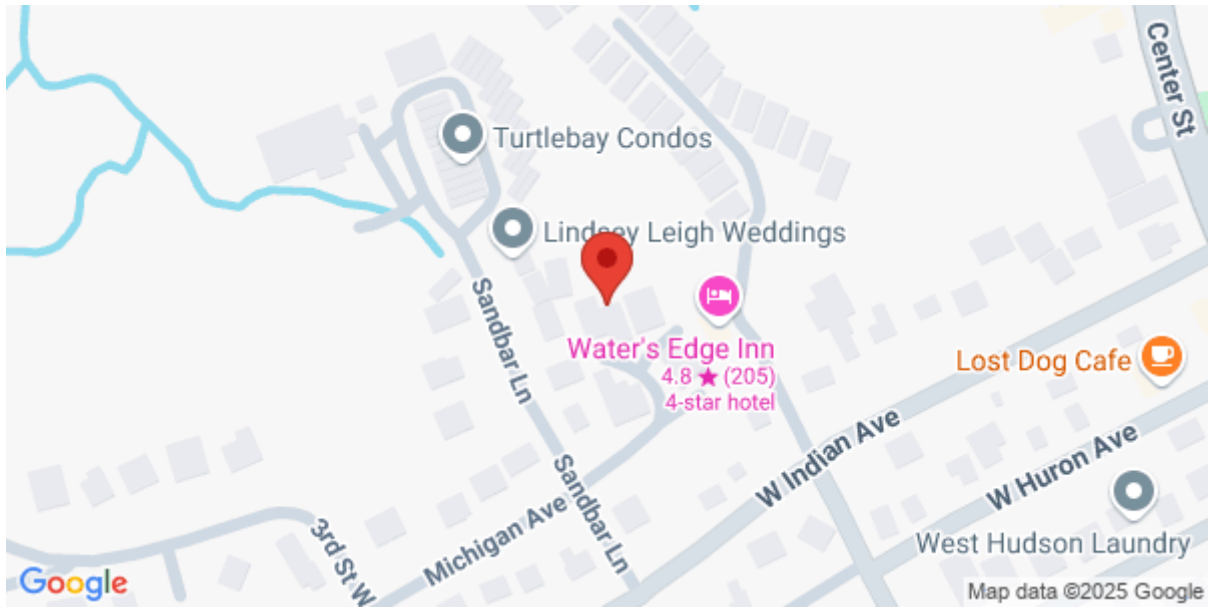 Center St
Turtlebay Condos
Lindsey Leigh Weddings
Sandbar Ln
Water's Edge Inn
4.8 ★ (205)
4-star hotel
Lost Dog Cafe
W Indian Ave
W Huron Ave
Sandbar Ln
Michigan Ave
3rd St W
West Hudson Laundry
Google
Map data ©2025 Google